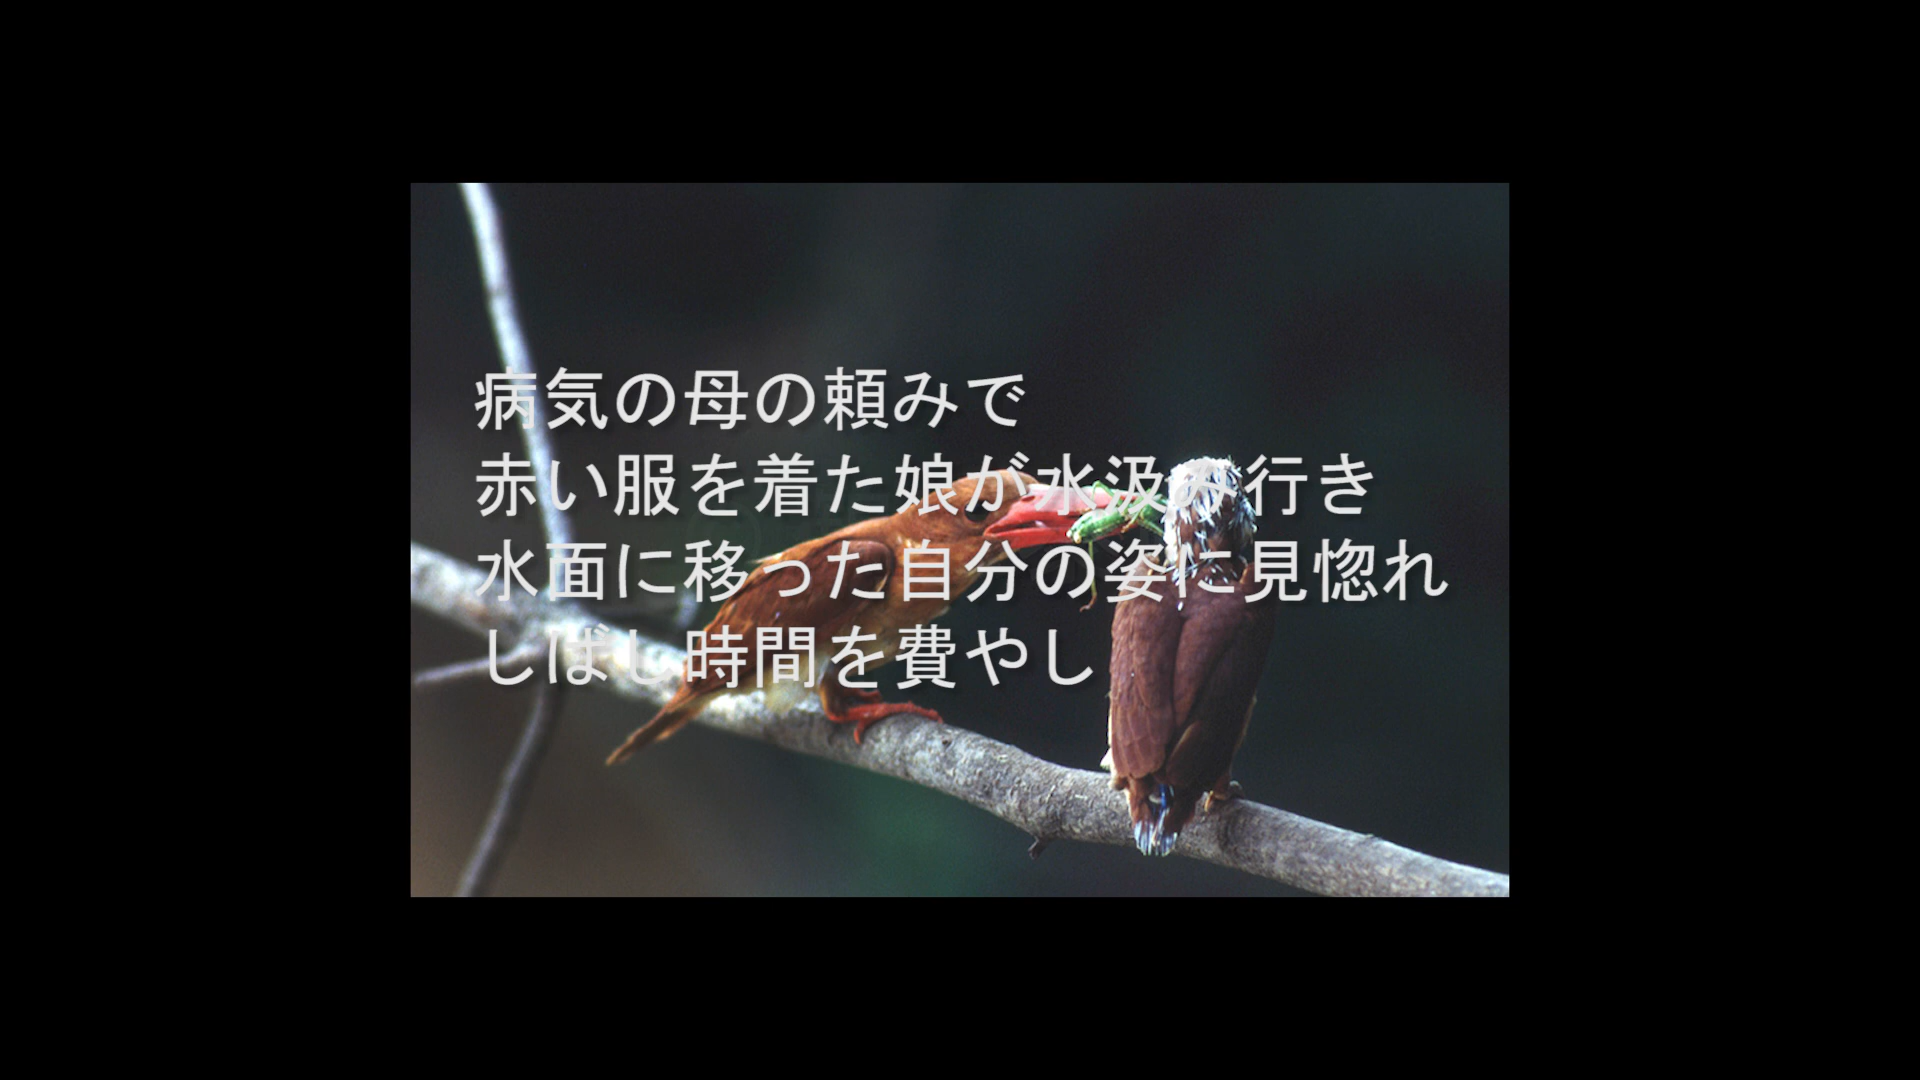 病気の母の頼みで
赤い服を着た娘が水汲み行き
水面に移った自分の姿に見惚れ
しばし時間を費やし